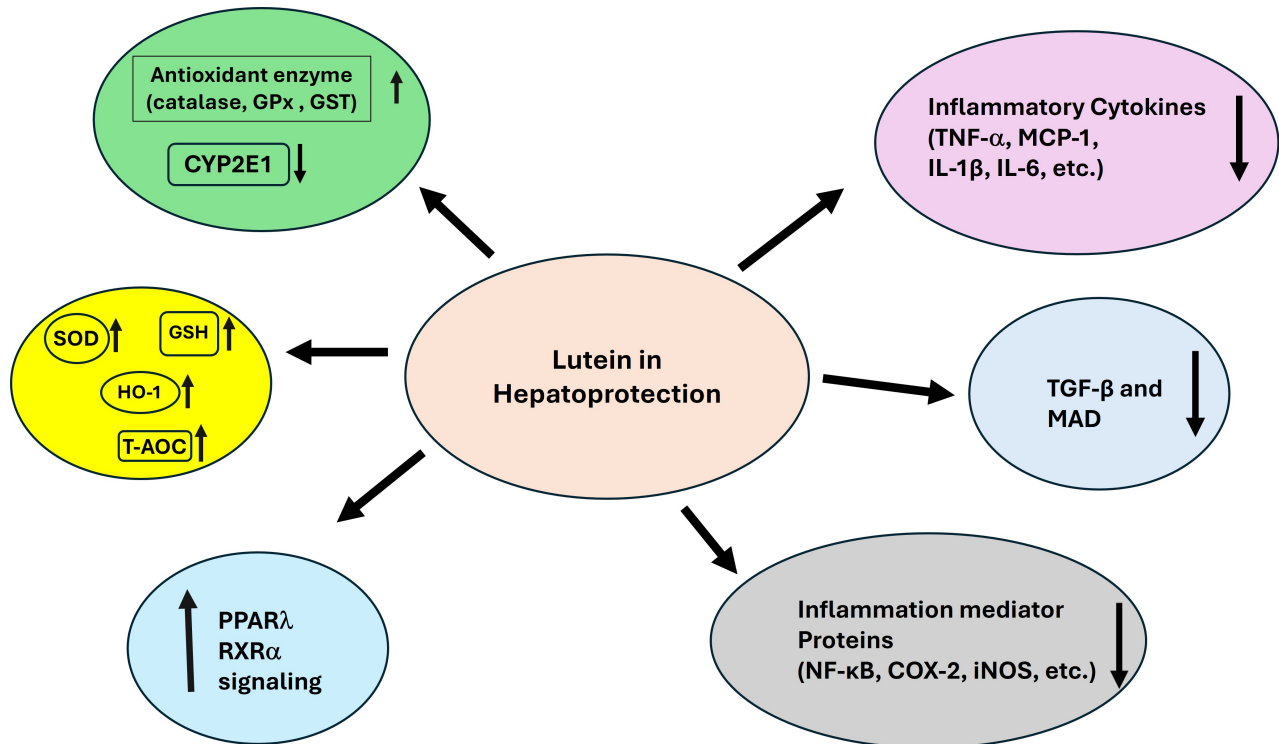 Antioxidant enzyme
(catalase, GPx , GST)
CYP2E1
Inflammatory Cytokines
(TNF-α, MCP-1,
IL-1β, IL-6, etc.)
SOD
GSH
HO-1
T-AOC
Lutein in
Hepatoprotection
TGF-β and
MAD
PPARλ
RXRα
signaling
Inflammation mediator
Proteins
(NF-κB, COX-2, iNOS, etc.)